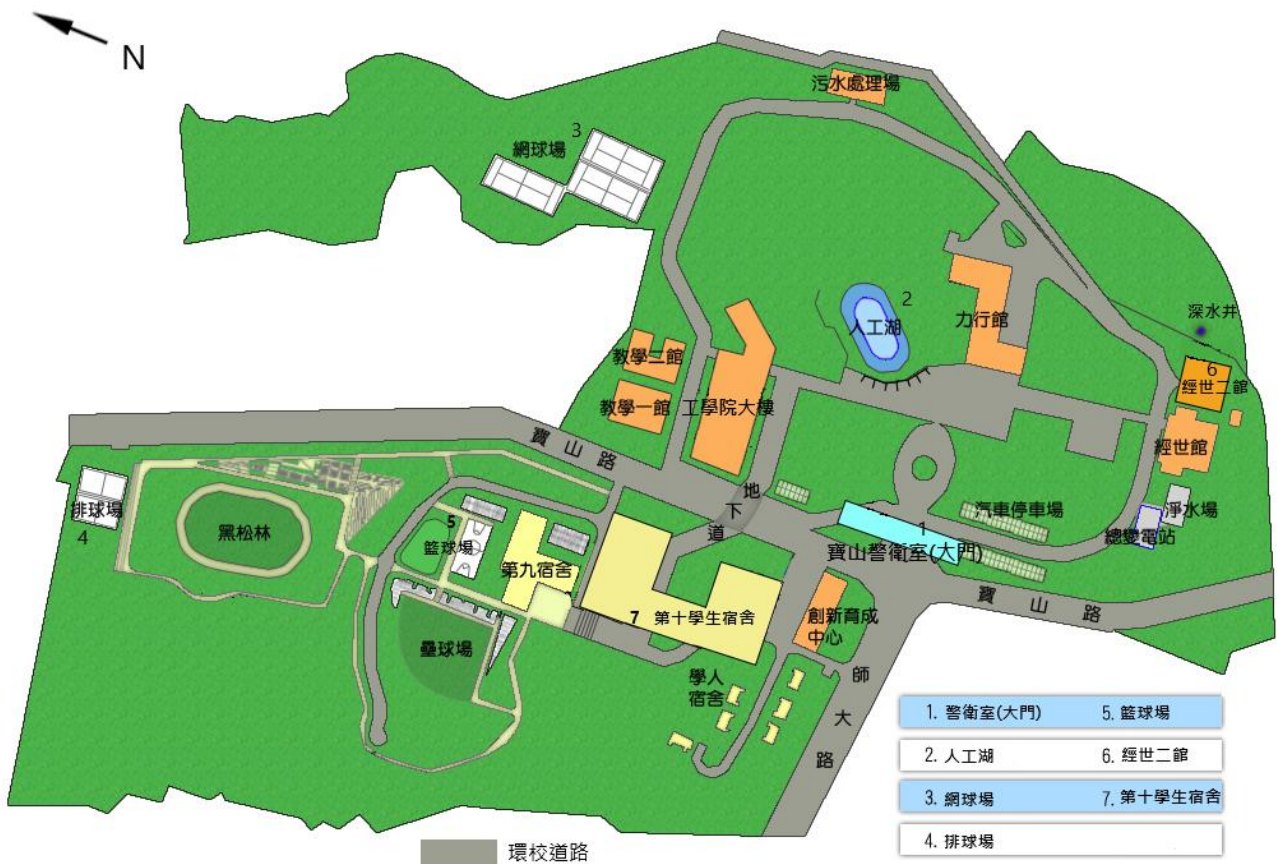 N
污水處理場
3
網球場
2
人工湖
力行館
深水井
6
經世二館
教學二館
教學一館
工學院大樓
寶山路
經世館
排球場
4
黑松林
5
籃球場
地下道
汽車停車場
淨水場
總變電站
1
寶山警衛室(大門)
第九宿舍
7 第十學生宿舍
創新育成
中心
寶山路
壘球場
學人
宿舍
師大路
1. 警衛室(大門) 5. 籃球場
2. 人工湖 6. 經世二館
3. 網球場 7. 第十學生宿舍
4. 排球場
環校道路